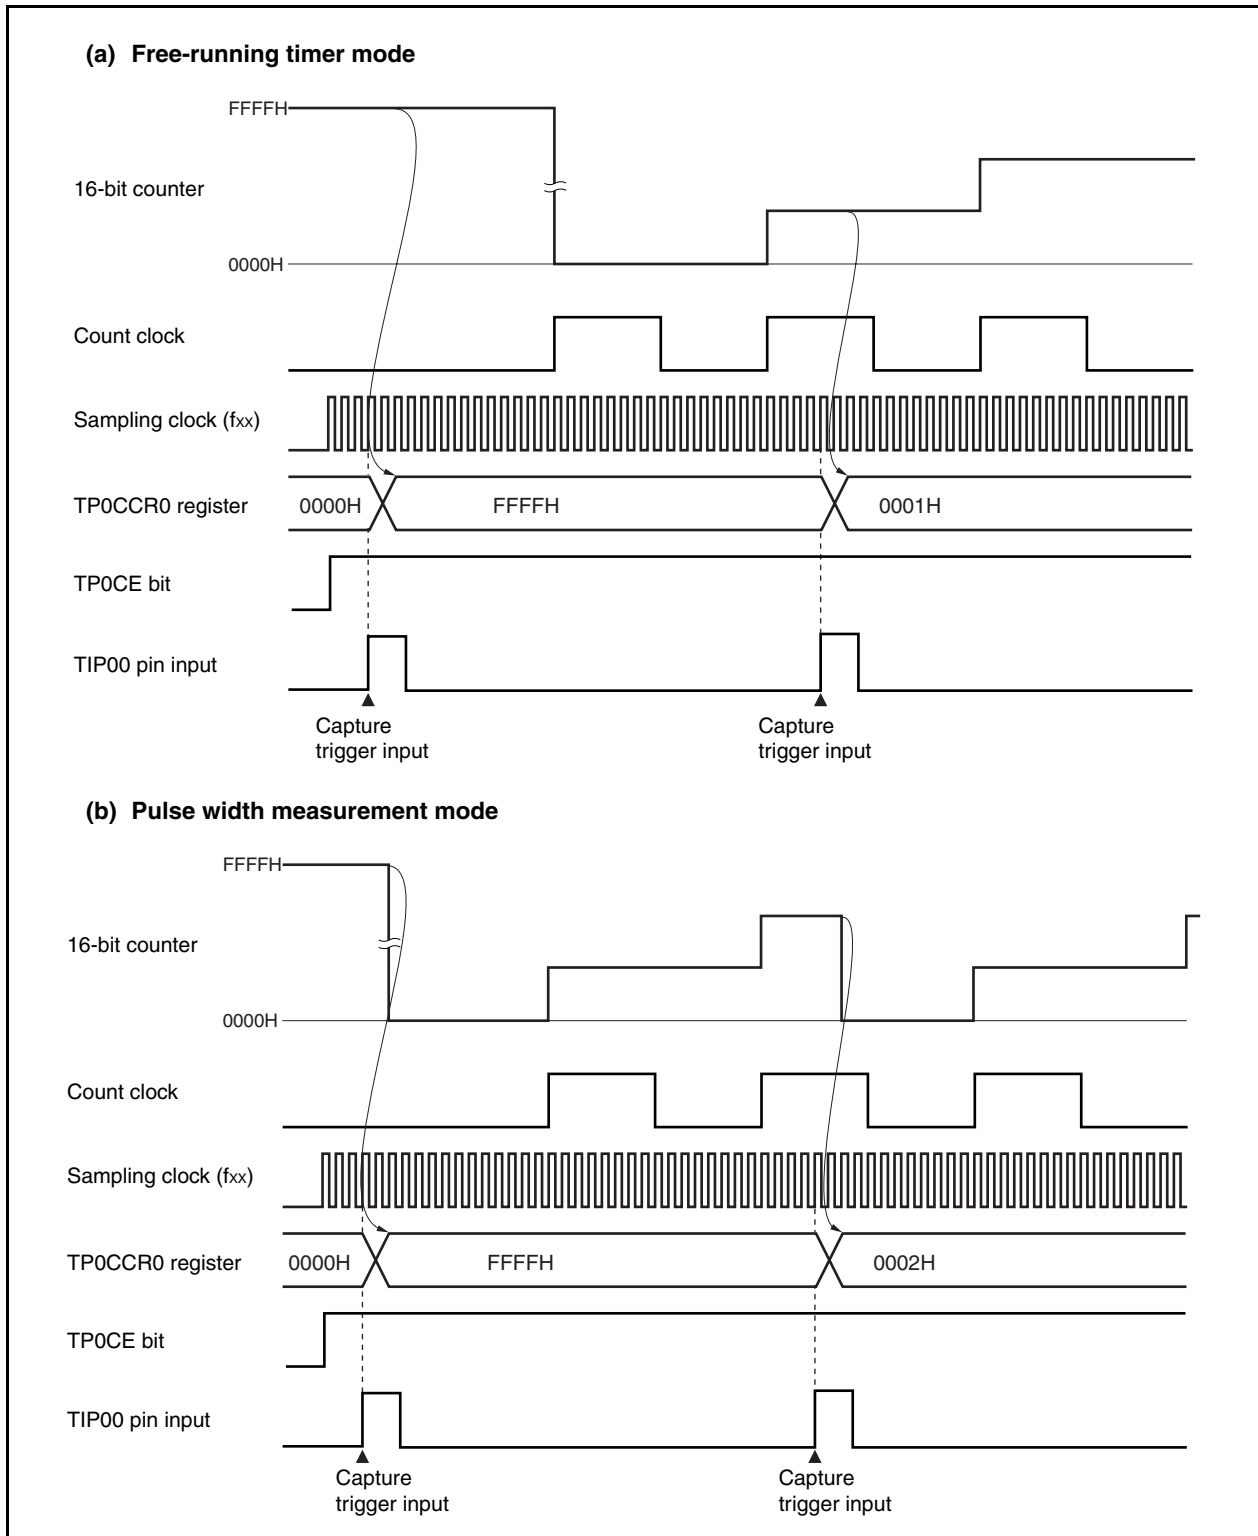 (a) Free-running timer mode
FFFFH
16-bit counter
0000H
Count clock
Sampling clock (fxx)
TP0CCR0 register
0000H
FFFFH
0001H
TP0CE bit
TIP00 pin input
Capture
trigger input
Capture
trigger input
(b) Pulse width measurement mode
FFFFH
16-bit counter
0000H
Count clock
Sampling clock (fxx)
TP0CCR0 register
0000H
FFFFH
0002H
TP0CE bit
TIP00 pin input
Capture
trigger input
Capture
trigger input